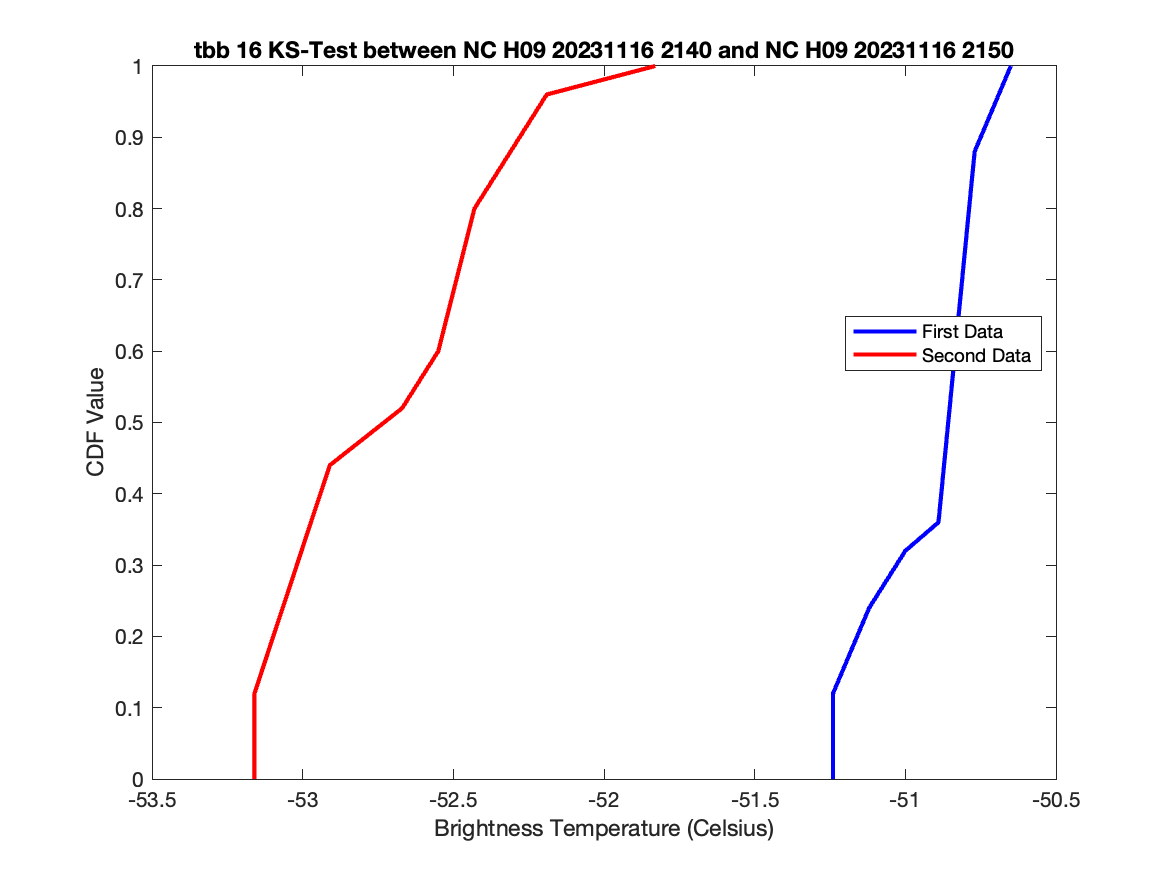 tbb 16 KS-Test between NC H09 20231116 2140 and NC H09 20231116 2150
1
0.9
0.8
0.7
0.6
0.5
0.4
0.3
0.2
0.1
0
CDF Value
First Data
Second Data
-53.5 -53 -52.5 -52 -51.5 -51 -50.5
Brightness Temperature (Celsius)